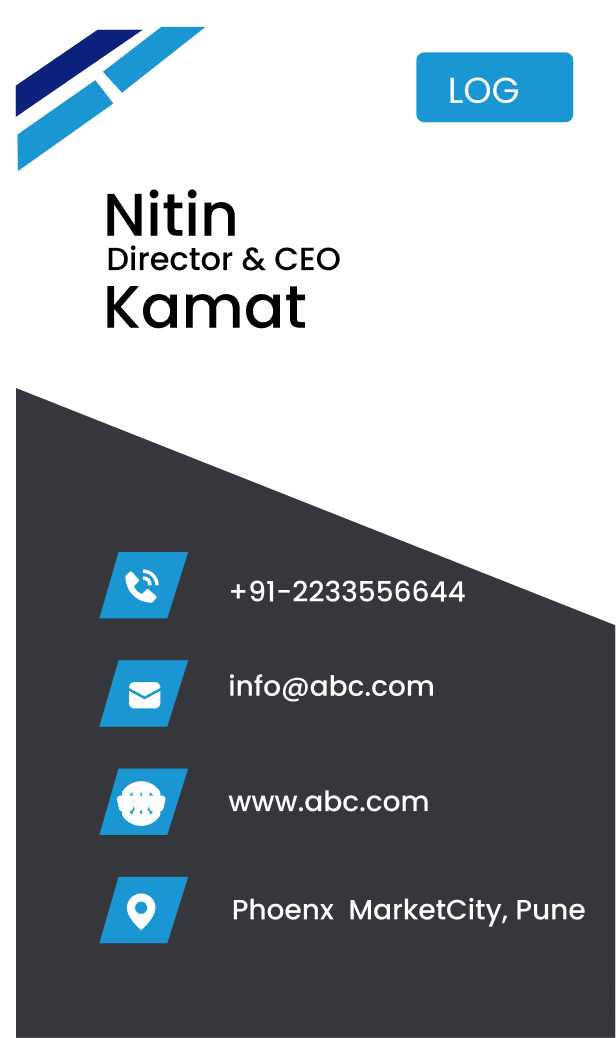 LOG
Nitin
Director & CEO
Kamat
+91-2233556644
info@abc.com
www.abc.com
Phoenx  MarketCity, Pune